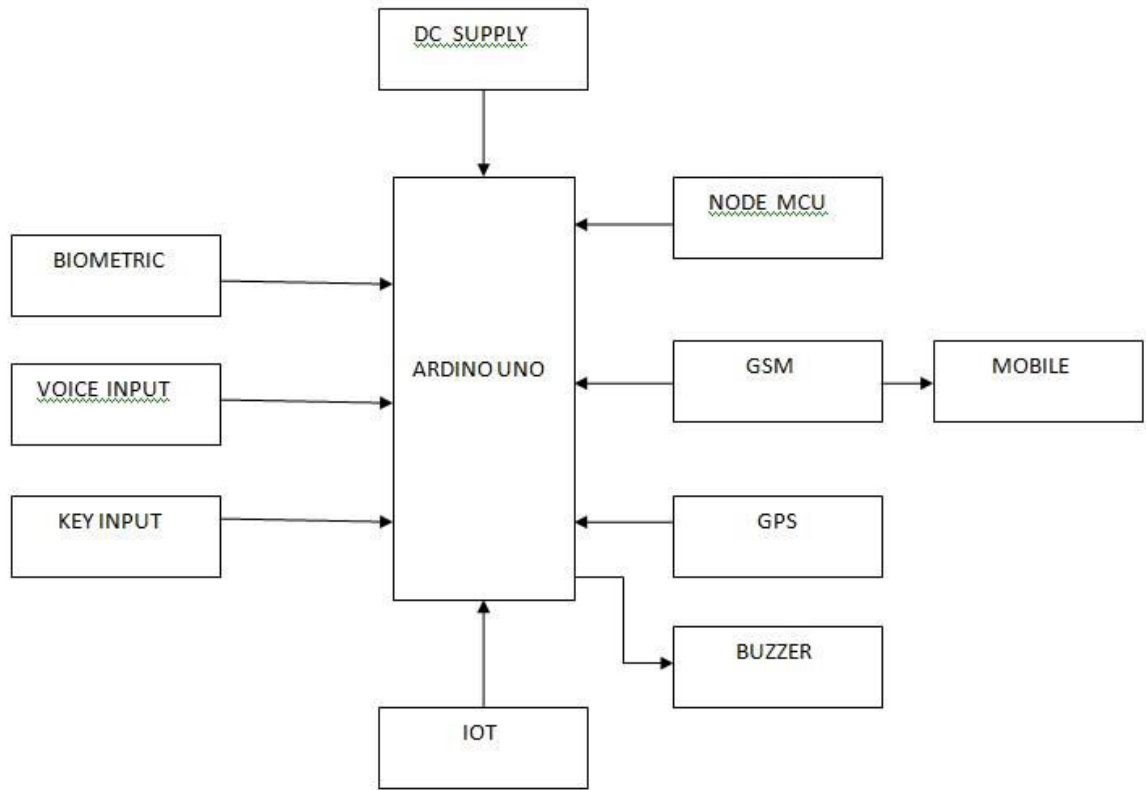 DC SUPPLY
NODE MCU
BIOMETRIC
ARDINO UNO
GSM
MOBILE
VOICE INPUT
KEY INPUT
GPS
BUZZER
IOT